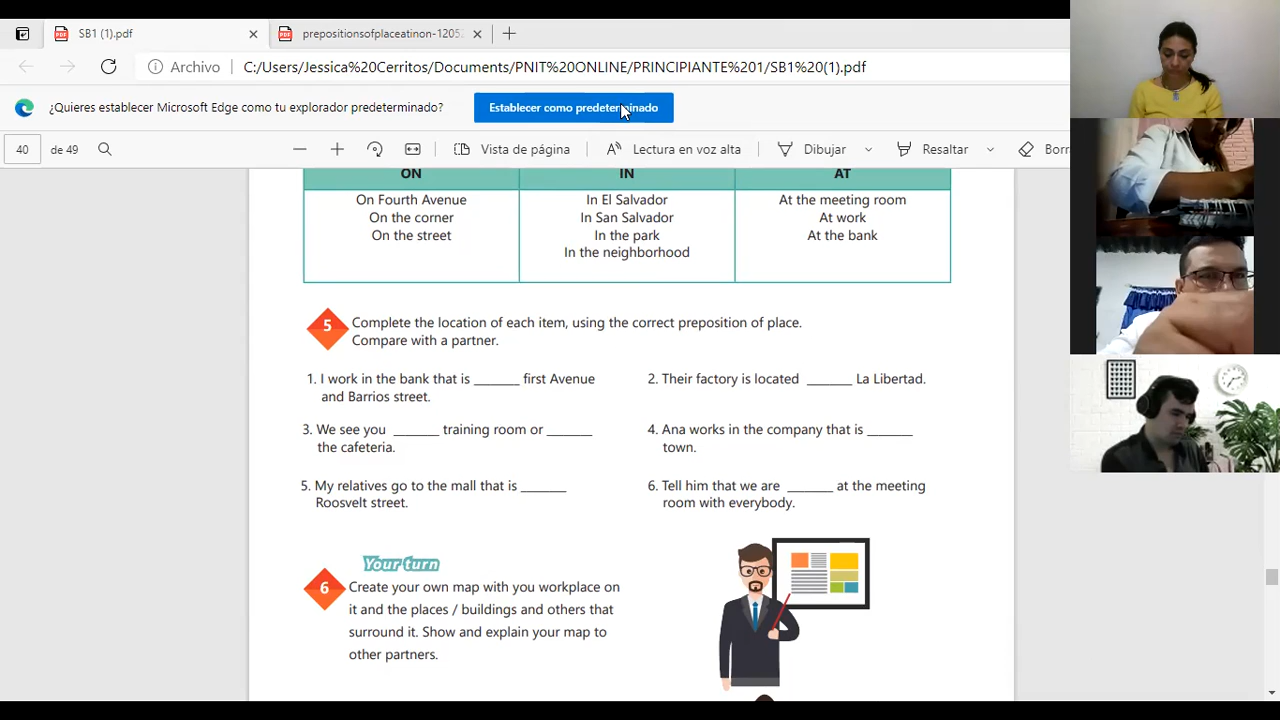 SB1 (1).pdf
prepositionsofplaceatinon-1205
Archivo
C:/Users/Jessica%20Cerritos/Documents/PNIT%20ONLINE/PRINCIPIANTE%201/SB1%20(1).pdf
¿Quieres establecer Microsoft Edge como tu explorador predeterminado?
Establecer como predeterminado
40 de 49
Vista de página
Lectura en voz alta
Dibujar
Resaltar
Borr
ON IN AT
On Fourth Avenue In El Salvador At the meeting room
On the corner In San Salvador At work
On the street In the park At the bank
In the neighborhood
5 Complete the location of each item, using the correct preposition of place.
Compare with a partner.
1. I work in the bank that is _______ first Avenue
and Barrios street.
2. Their factory is located _______ La Libertad.
3. We see you _______ training room or _______
the cafeteria.
4. Ana works in the company that is _______
town.
5. My relatives go to the mall that is _______
Roosvelt street.
6. Tell him that we are _______ at the meeting
room with everybody.
Your turn
6 Create your own map with you workplace on
it and the places / buildings and others that
surround it. Show and explain your map to
other partners.